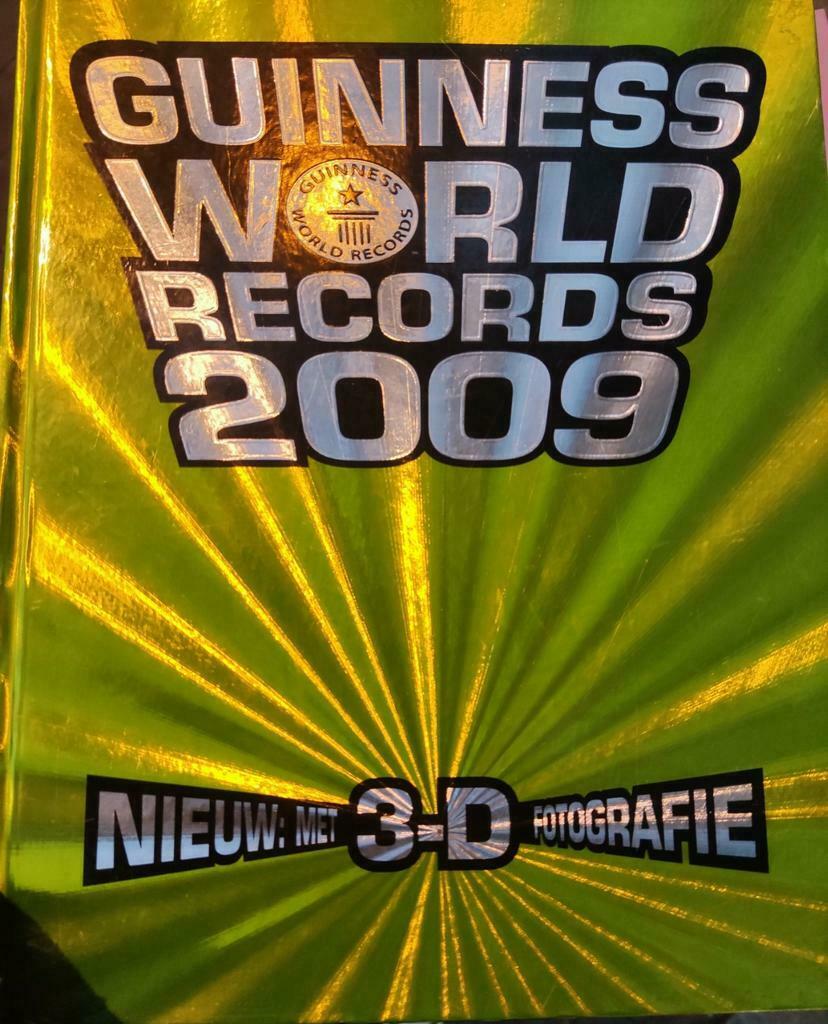 GUINNESS
WORLD
GUINNESS
WORLD RECORDS
RECORDS
2009
NIEUW: MET 3-D FOTOGRAFIE